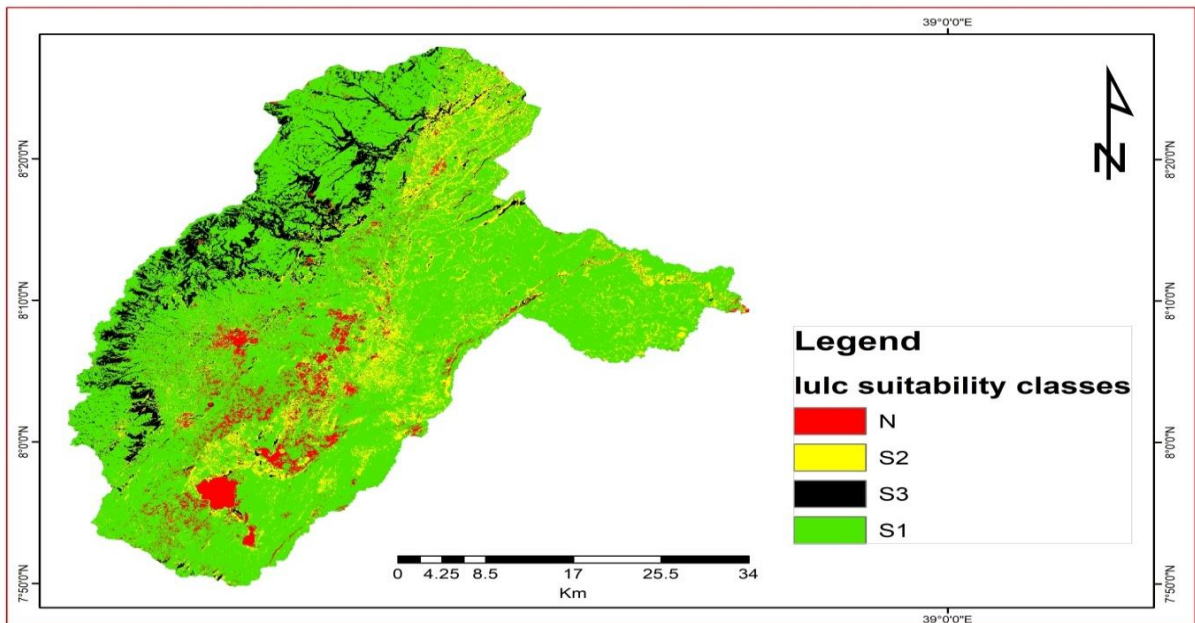 39°0'0"E
8°20'0"N
8°20'0"N
N
8°10'0"N
8°10'0"N
Legend
lulc suitability classes
N
S2
S3
S1
8°0'0"N
8°0'0"N
0 4.25 8.5 17 25.5 34
Km
7°50'0"N
7°50'0"N
39°0'0"E